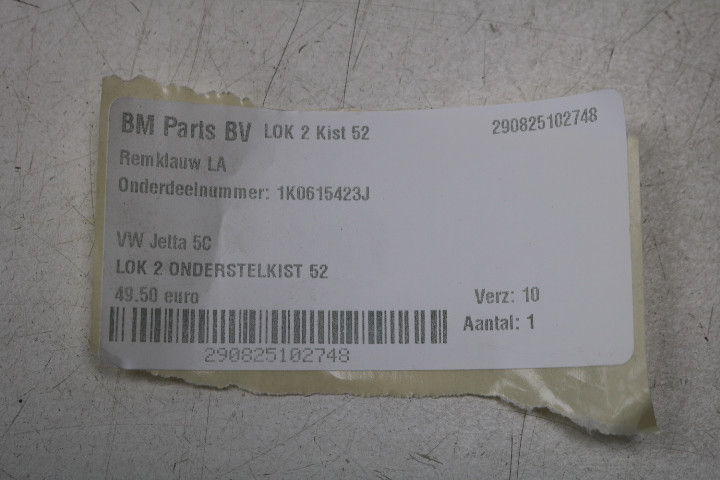 BM Parts BV LOK 2 Kist 52 290825102748
Remklauw LA
Onderdeelnummer: 1K0615423J
VW Jetta 5C
LOK 2 ONDERSTELKIST 52
49.50 euro Verz: 10
Aantal: 1
290825102748